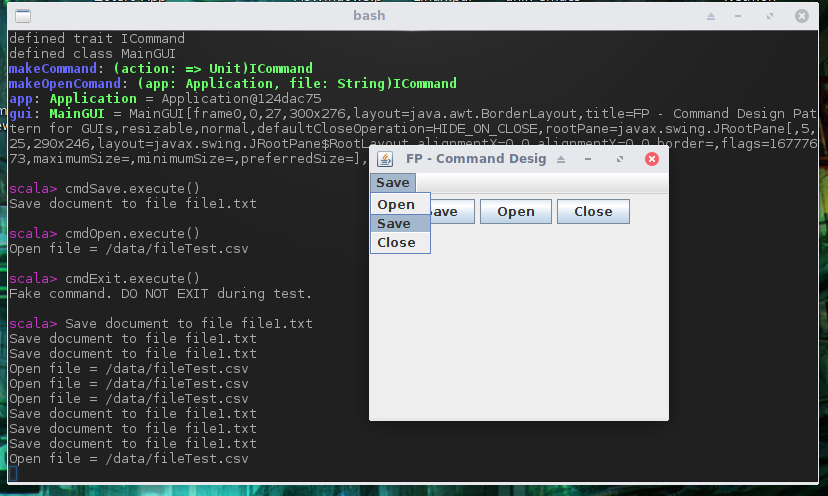 bash
defined trait ICommand
defined class MainGUI
makeCommand: (action: => Unit)ICommand
makeOpenComand: (app: Application, file: String)ICommand
app: Application = Application@124dac75
gui: MainGUI = MainGUI[frame0,0,27,300x276,layout=java.awt.BorderLayout,title=FP - Command Design Pat
tern for GUIs,resizable,normal,defaultCloseOperation=HIDE_ON_CLOSE,rootPane=javax.swing.JRootPane[,5,
25,290x246,layout=javax.swing.JRootPane$RootLayout,alignmentX=0.0,alignmentY=0.0,border=,flags=167776
73,maximumSize=,minimumSize=,preferredSize=],
scala> cmdSave.execute()
Save document to file file1.txt
scala> cmdOpen.execute()
Open file = /data/fileTest.csv
scala> cmdExit.execute()
Fake command. DO NOT EXIT during test.
scala> Save document to file file1.txt
Save document to file file1.txt
Save document to file file1.txt
Open file = /data/fileTest.csv
Open file = /data/fileTest.csv
Open file = /data/fileTest.csv
Save document to file file1.txt
Save document to file file1.txt
Save document to file file1.txt
Open file = /data/fileTest.csv
FP - Command Desig
Save
Open
Save
Close
ave Open Close